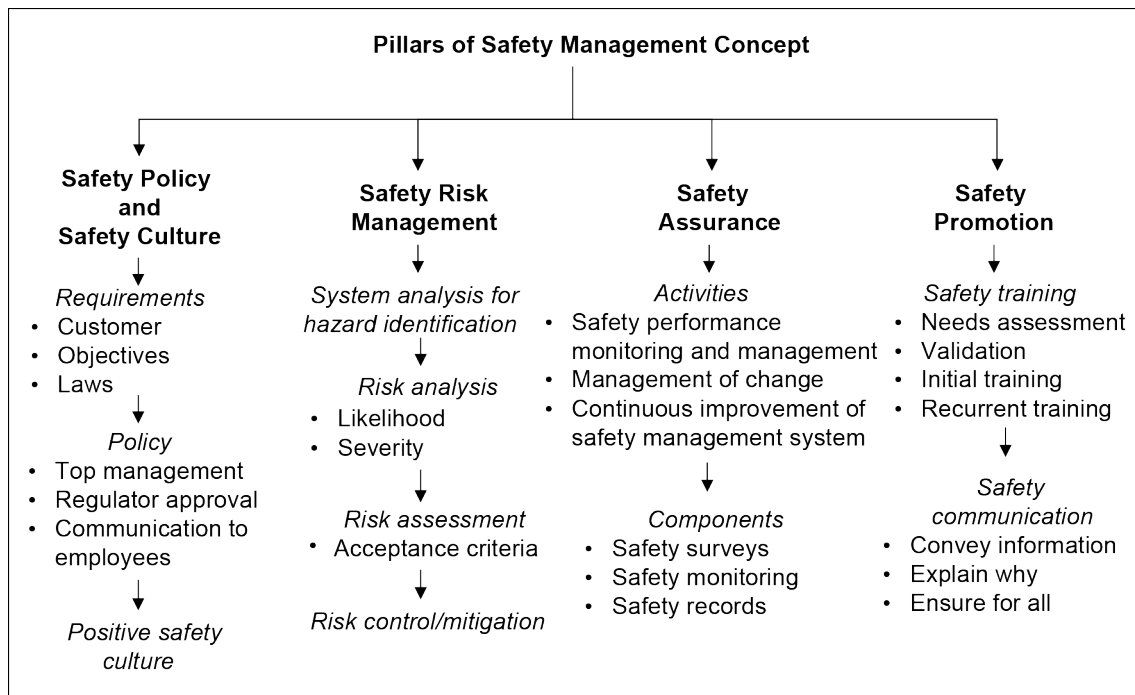 Pillars of Safety Management Concept
Safety Policy
and
Safety Culture
Requirements
• Customer
• Objectives
• Laws
Policy
• Top management
• Regulator approval
• Communication to
employees
Positive safety
culture
Safety Risk
Management
System analysis for
hazard identification
Risk analysis
• Likelihood
• Severity
Risk assessment
• Acceptance criteria
Risk control/mitigation
Safety
Assurance
Activities
• Safety performance
monitoring and management
• Management of change
• Continuous improvement of
safety management system
Components
• Safety surveys
• Safety monitoring
• Safety records
Safety
Promotion
Safety training
• Needs assessment
• Validation
• Initial training
• Recurrent training
Safety
communication
• Convey information
• Explain why
• Ensure for all